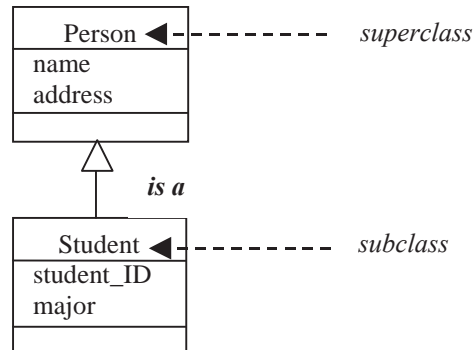 Person
superclass
name
address
is a
Student
subclass
student_ID
major